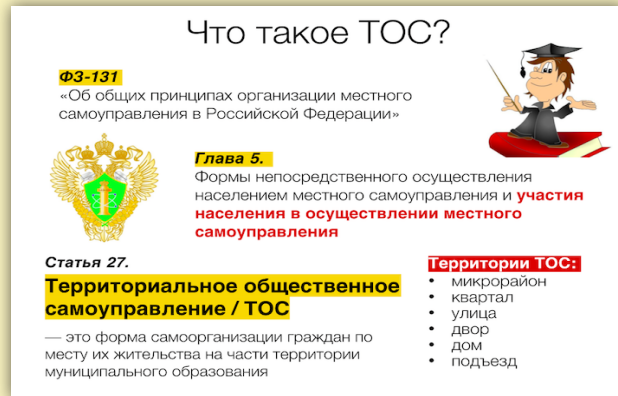 Что такое ТОС?
ФЗ-131
«Об общих принципах организации местного
самоуправления в Российской Федерации»
Глава 5.
Формы непосредственного осуществления
населением местного самоуправления и участия
населения в осуществлении местного
самоуправления
Статья 27.
Территориальное общественное
самоуправление / ТОС
— это форма самоорганизации граждан по
месту их жительства на части территории
муниципального образования
Территории ТОС:
• микрорайон
• квартал
• улица
• двор
• дом
• подъезд